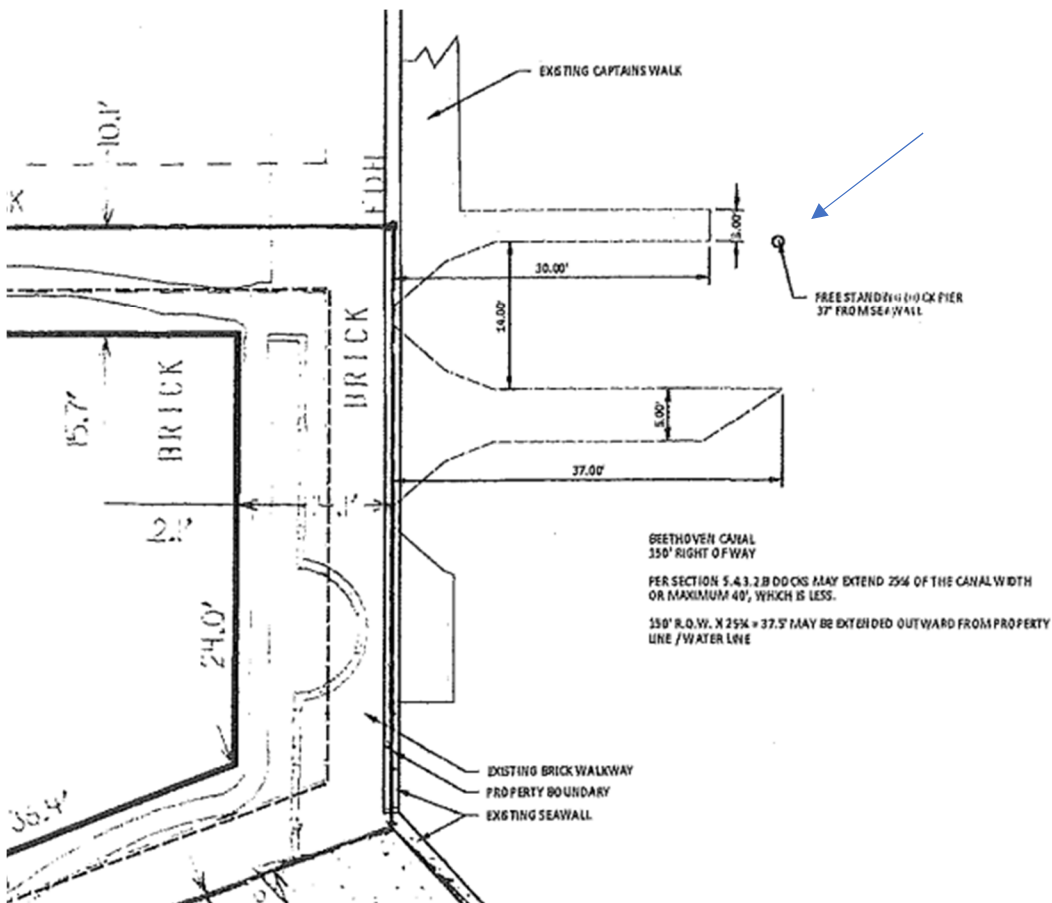 EXISTING CAPTAINS WALK
10.1'
30.00'
14.00'
FREE STANDING DOCK PIER
37' FROM SEAWALL
BRICK
BRICK
15.7'
5.00'
37.00'
24.0'
BEETHOVEN CANAL
150' RIGHT OF WAY
PER SECTION 5.4.3.2.B DOCKS MAY EXTEND 25% OF THE CANAL WIDTH
OR MAXIMUM 40', WHICH IS LESS.
150' R.O.W. X 25% = 37.5' MAY BE EXTENDED OUTWARD FROM PROPERTY
LINE / WATER LINE
EXISTING BRICK WALKWAY
PROPERTY BOUNDARY
EXISTING SEAWALL
36.4'